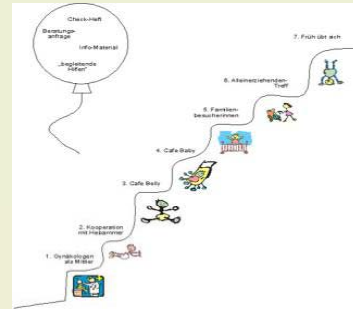 Check-Heft
Beratungs-
anfrage
Info-Material
„begleitende
Hilfen"
7. Früh übt sich
6. Alleinerziehenden-
Treff
5. Familien-
besucherinnen
4. Cafe Baby
3. Cafe Belly
2. Kooperation
mit Hebammen
1. Gynäkologen
als Mittler